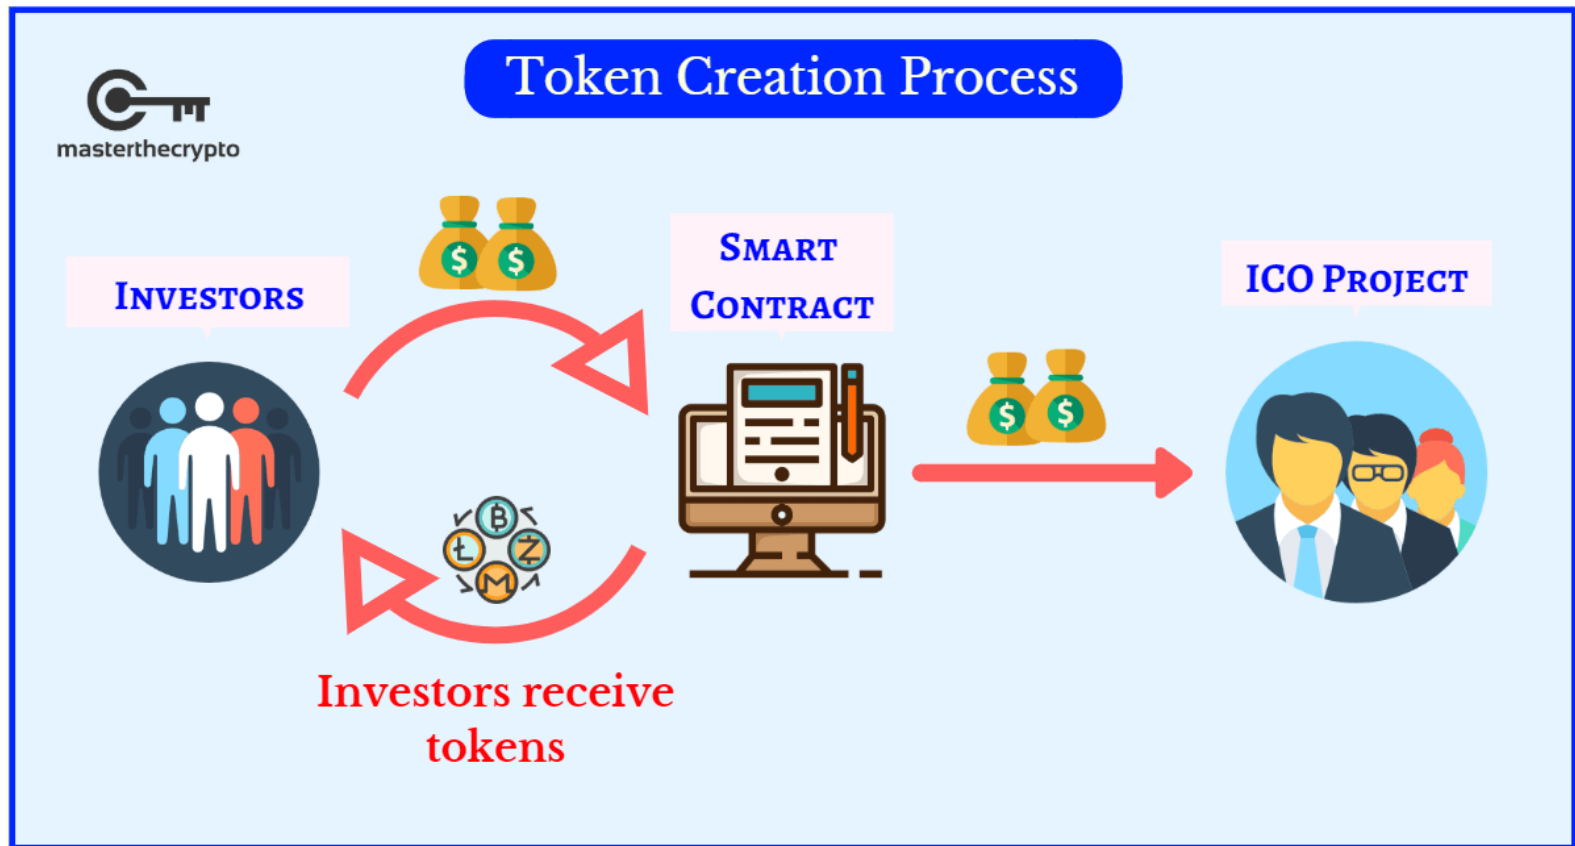 Token Creation Process
masterthecrypto
INVESTORS
$ $
SMART
CONTRACT
ICO PROJECT
$ $
Investors receive
tokens